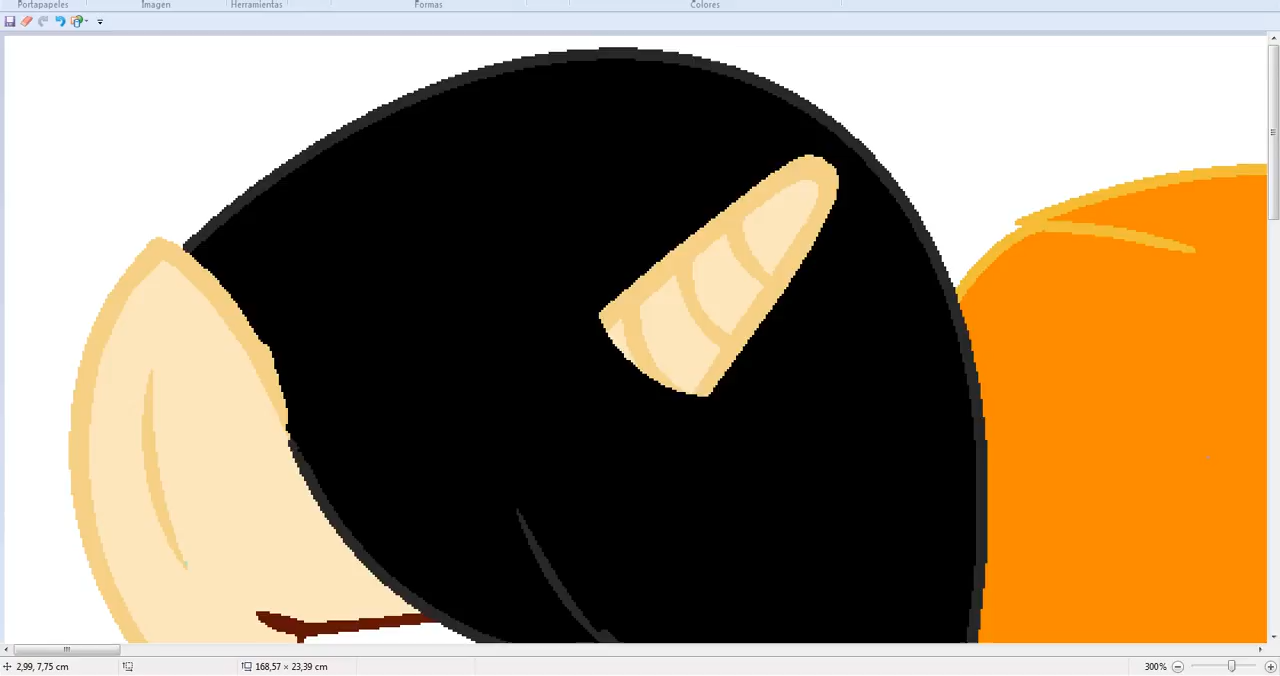 Portapapeles Imagen Herramientas Formas Colores
2,99, 7,75 cm 168,57 × 23,39 cm 300%